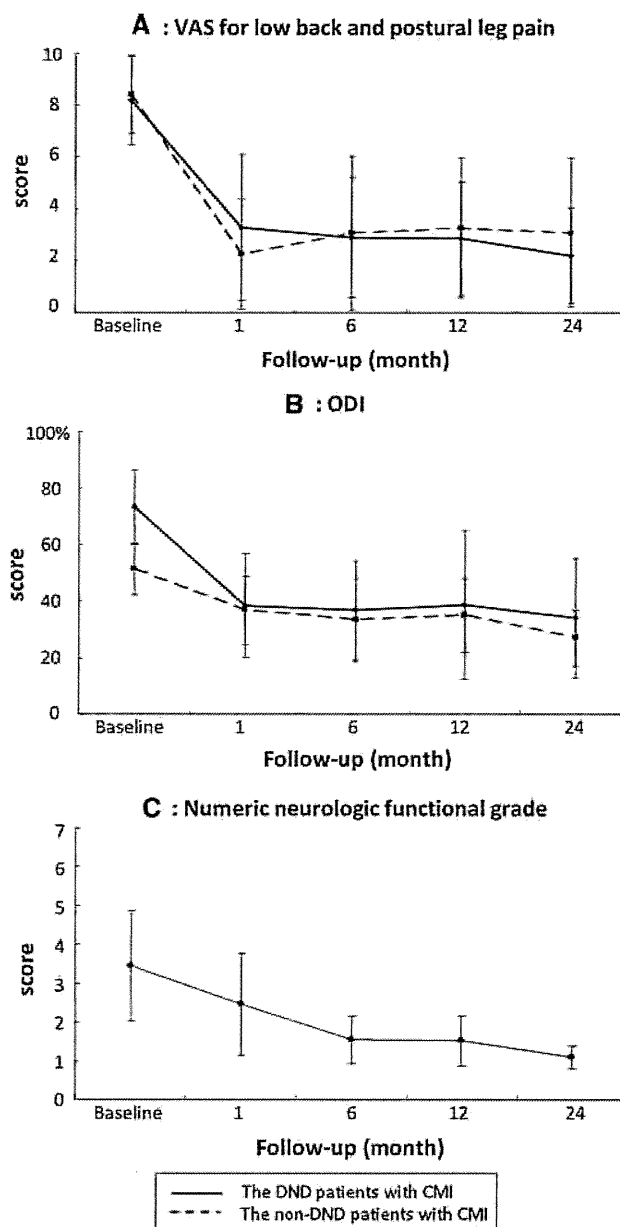 A : VAS for low back and postural leg pain
10
8
6
4
2
0
score
Baseline 1 6 12 24
Follow-up (month)
B : ODI
100%
80
60
40
20
0
score
Baseline 1 6 12 24
Follow-up (month)
C : Numeric neurologic functional grade
7
6
5
4
3
2
1
0
score
Baseline 1 6 12 24
Follow-up (month)
The DND patients with CMI
The non-DND patients with CMI